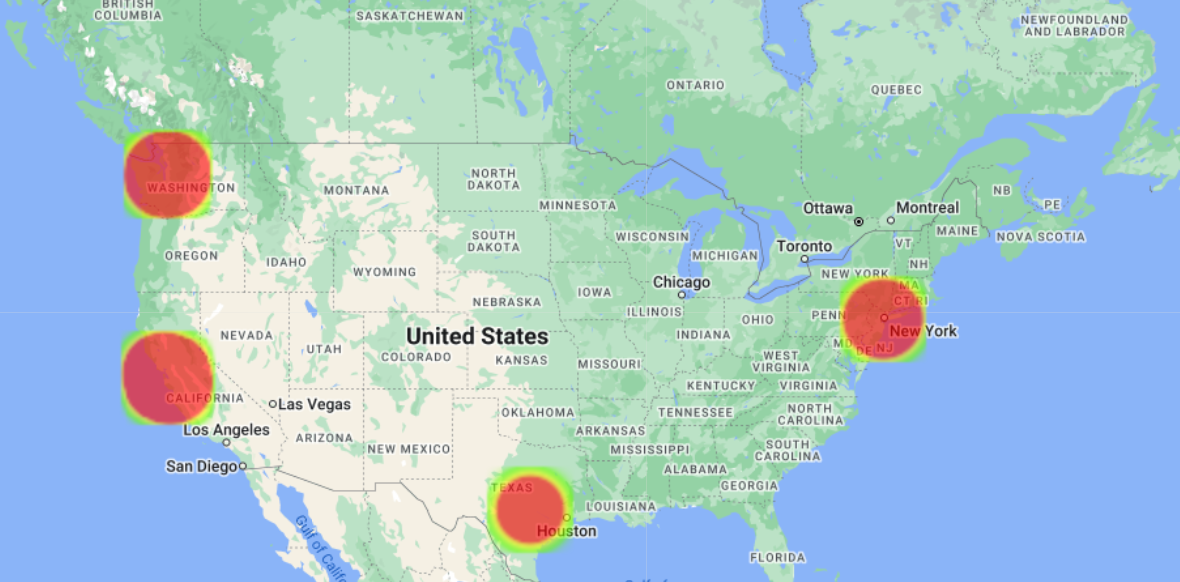 BRITISH
COLUMBIA
SASKATCHEWAN
NEWFOUNDLAND
AND LABRADOR
ONTARIO
QUEBEC
WASHINGTON
MONTANA
NORTH
DAKOTA
MINNESOTA
Ottawa
Montreal
NB
PE
MAINE
NOVA SCOTIA
OREGON
IDAHO
SOUTH
DAKOTA
WISCONSIN
MICHIGAN
Toronto
VT
NH
WYOMING
NEW YORK
MA
CT RI
Chicago
IOWA
NEBRASKA
ILLINOIS
OHIO
PENN
New York
NEVADA
UTAH
United States
COLORADO
KANSAS
MISSOURI
INDIANA
WEST
VIRGINIA
MD
DE
NJ
KENTUCKY
VIRGINIA
CALIFORNIA
Las Vegas
OKLAHOMA
TENNESSEE
NORTH
CAROLINA
Los Angeles
ARIZONA
NEW MEXICO
ARKANSAS
MISSISSIPPI
SOUTH
CAROLINA
San Diego
ALABAMA
GEORGIA
TEXAS
LOUISIANA
Houston
FLORIDA
Gulf of Califo